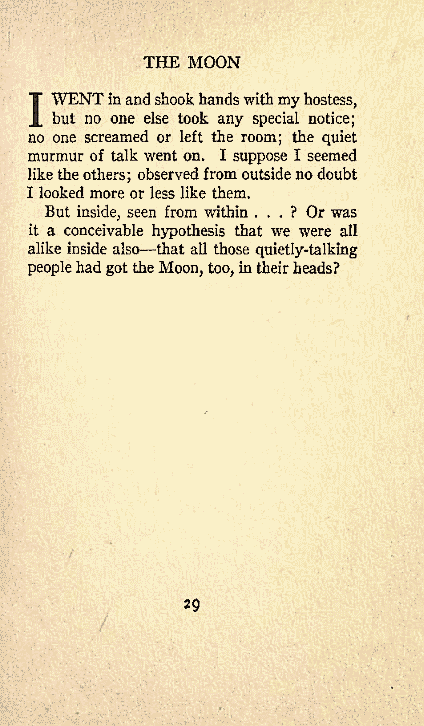 THE MOON
I WENT in and shook hands with my hostess,
but no one else took any special notice;
no one screamed or left the room; the quiet
murmur of talk went on. I suppose I seemed
like the others; observed from outside no doubt
I looked more or less like them.
But inside, seen from within . . . ? Or was
it a conceivable hypothesis that we were all
alike inside also—that all those quietly-talking
people had got the Moon, too, in their heads?
29